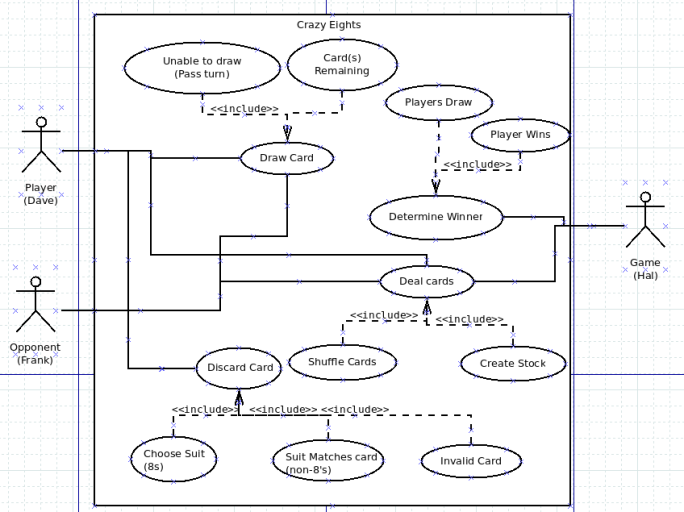 Crazy Eights
Unable to draw
(Pass turn)
Card(s)
Remaining
Players Draw
Player Wins
<<include>>
<<include>>
Draw Card
Player
(Dave)
Determine Winner
Game
(Hal)
Deal cards
Opponent
(Frank)
<<include>>
<<include>>
Shuffle Cards
Create Stock
Discard Card
<<include>>
<<include>>
<<include>>
Choose Suit
(8s)
Suit Matches card
(non-8's)
Invalid Card